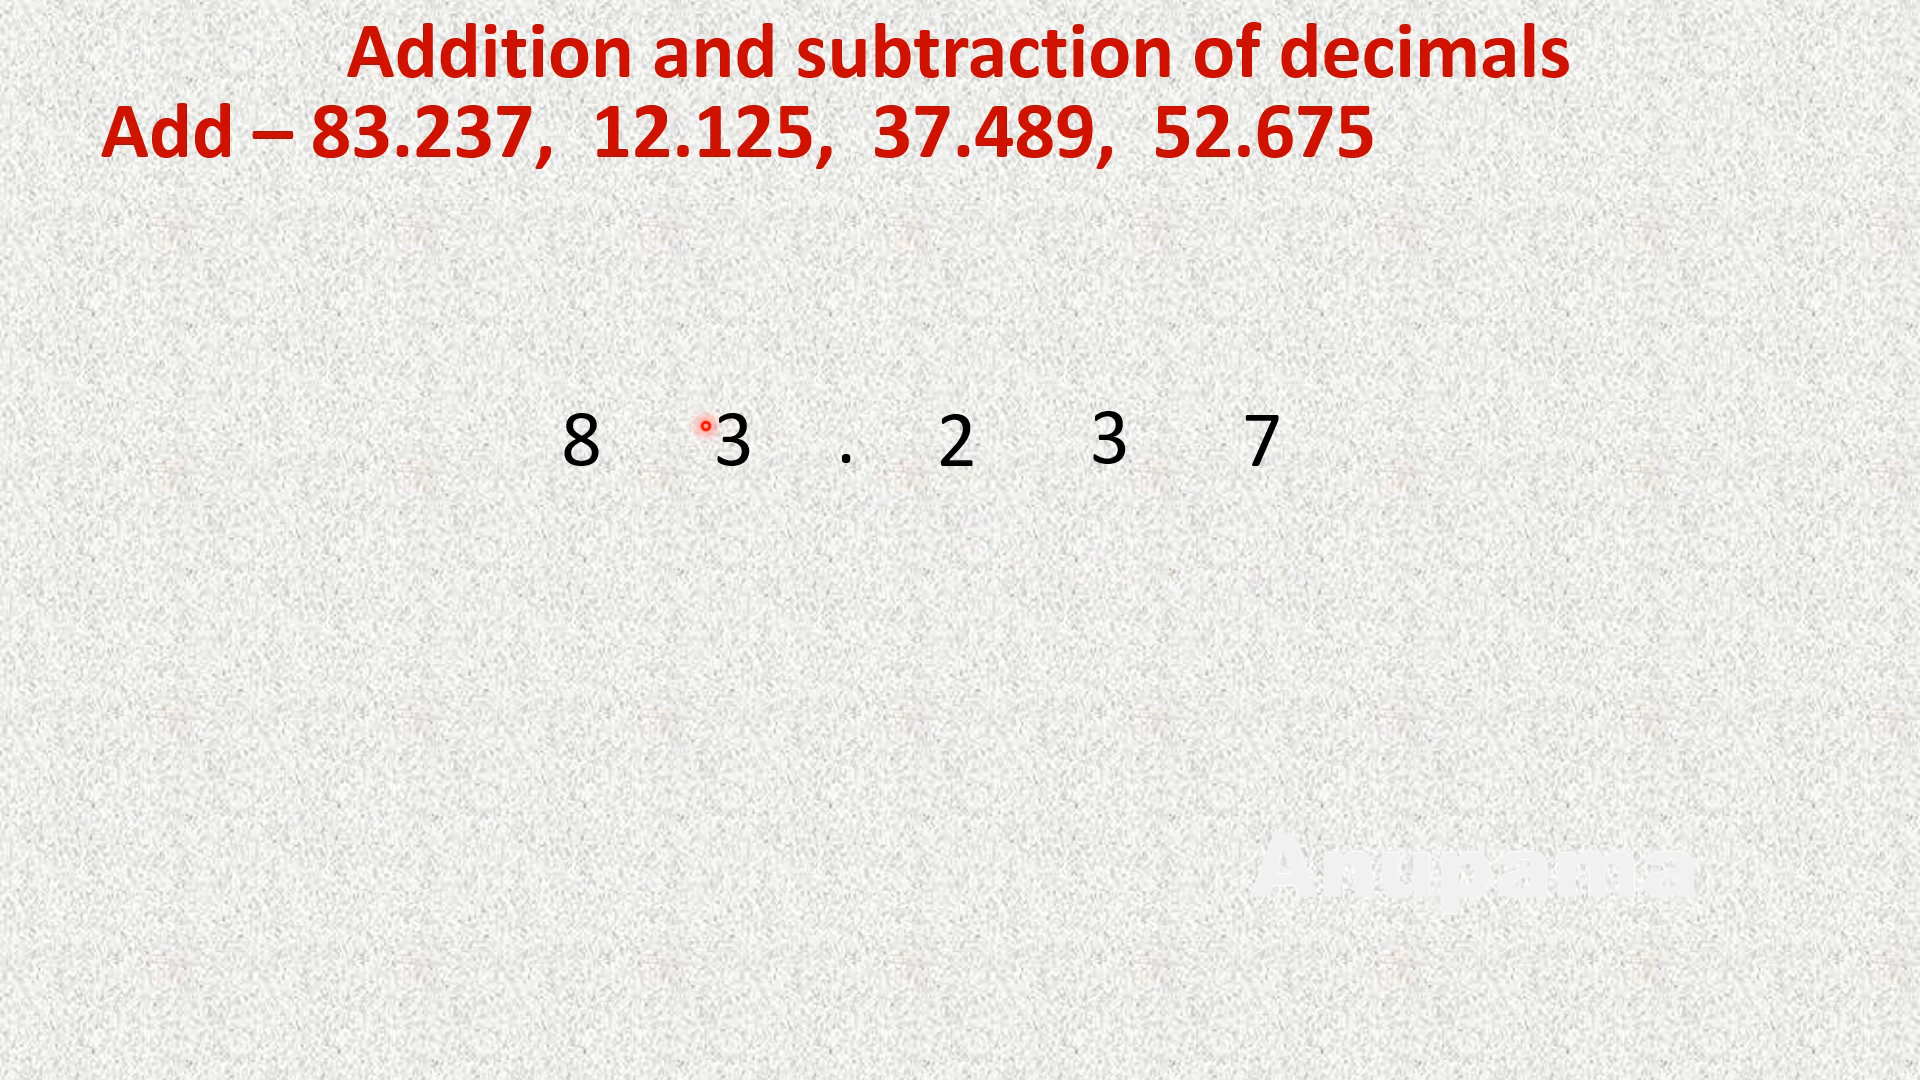 Addition and subtraction of decimals
Add – 83.237, 12.125, 37.489, 52.675
8 3 . 2 3 7
Anupama